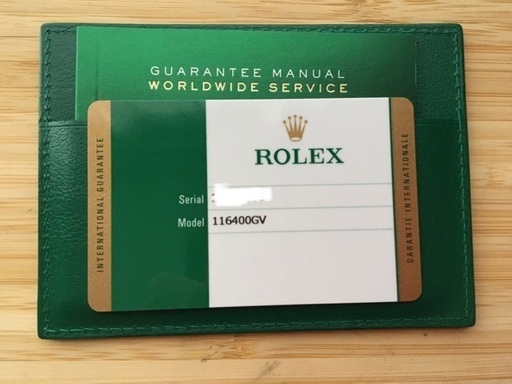 GUARANTEE MANUAL
WORLDWIDE SERVICE
INTERNATIONAL GUARANTEE
ROLEX
Serial
Model 116400GV
GARANTIE INTERNATIONALE